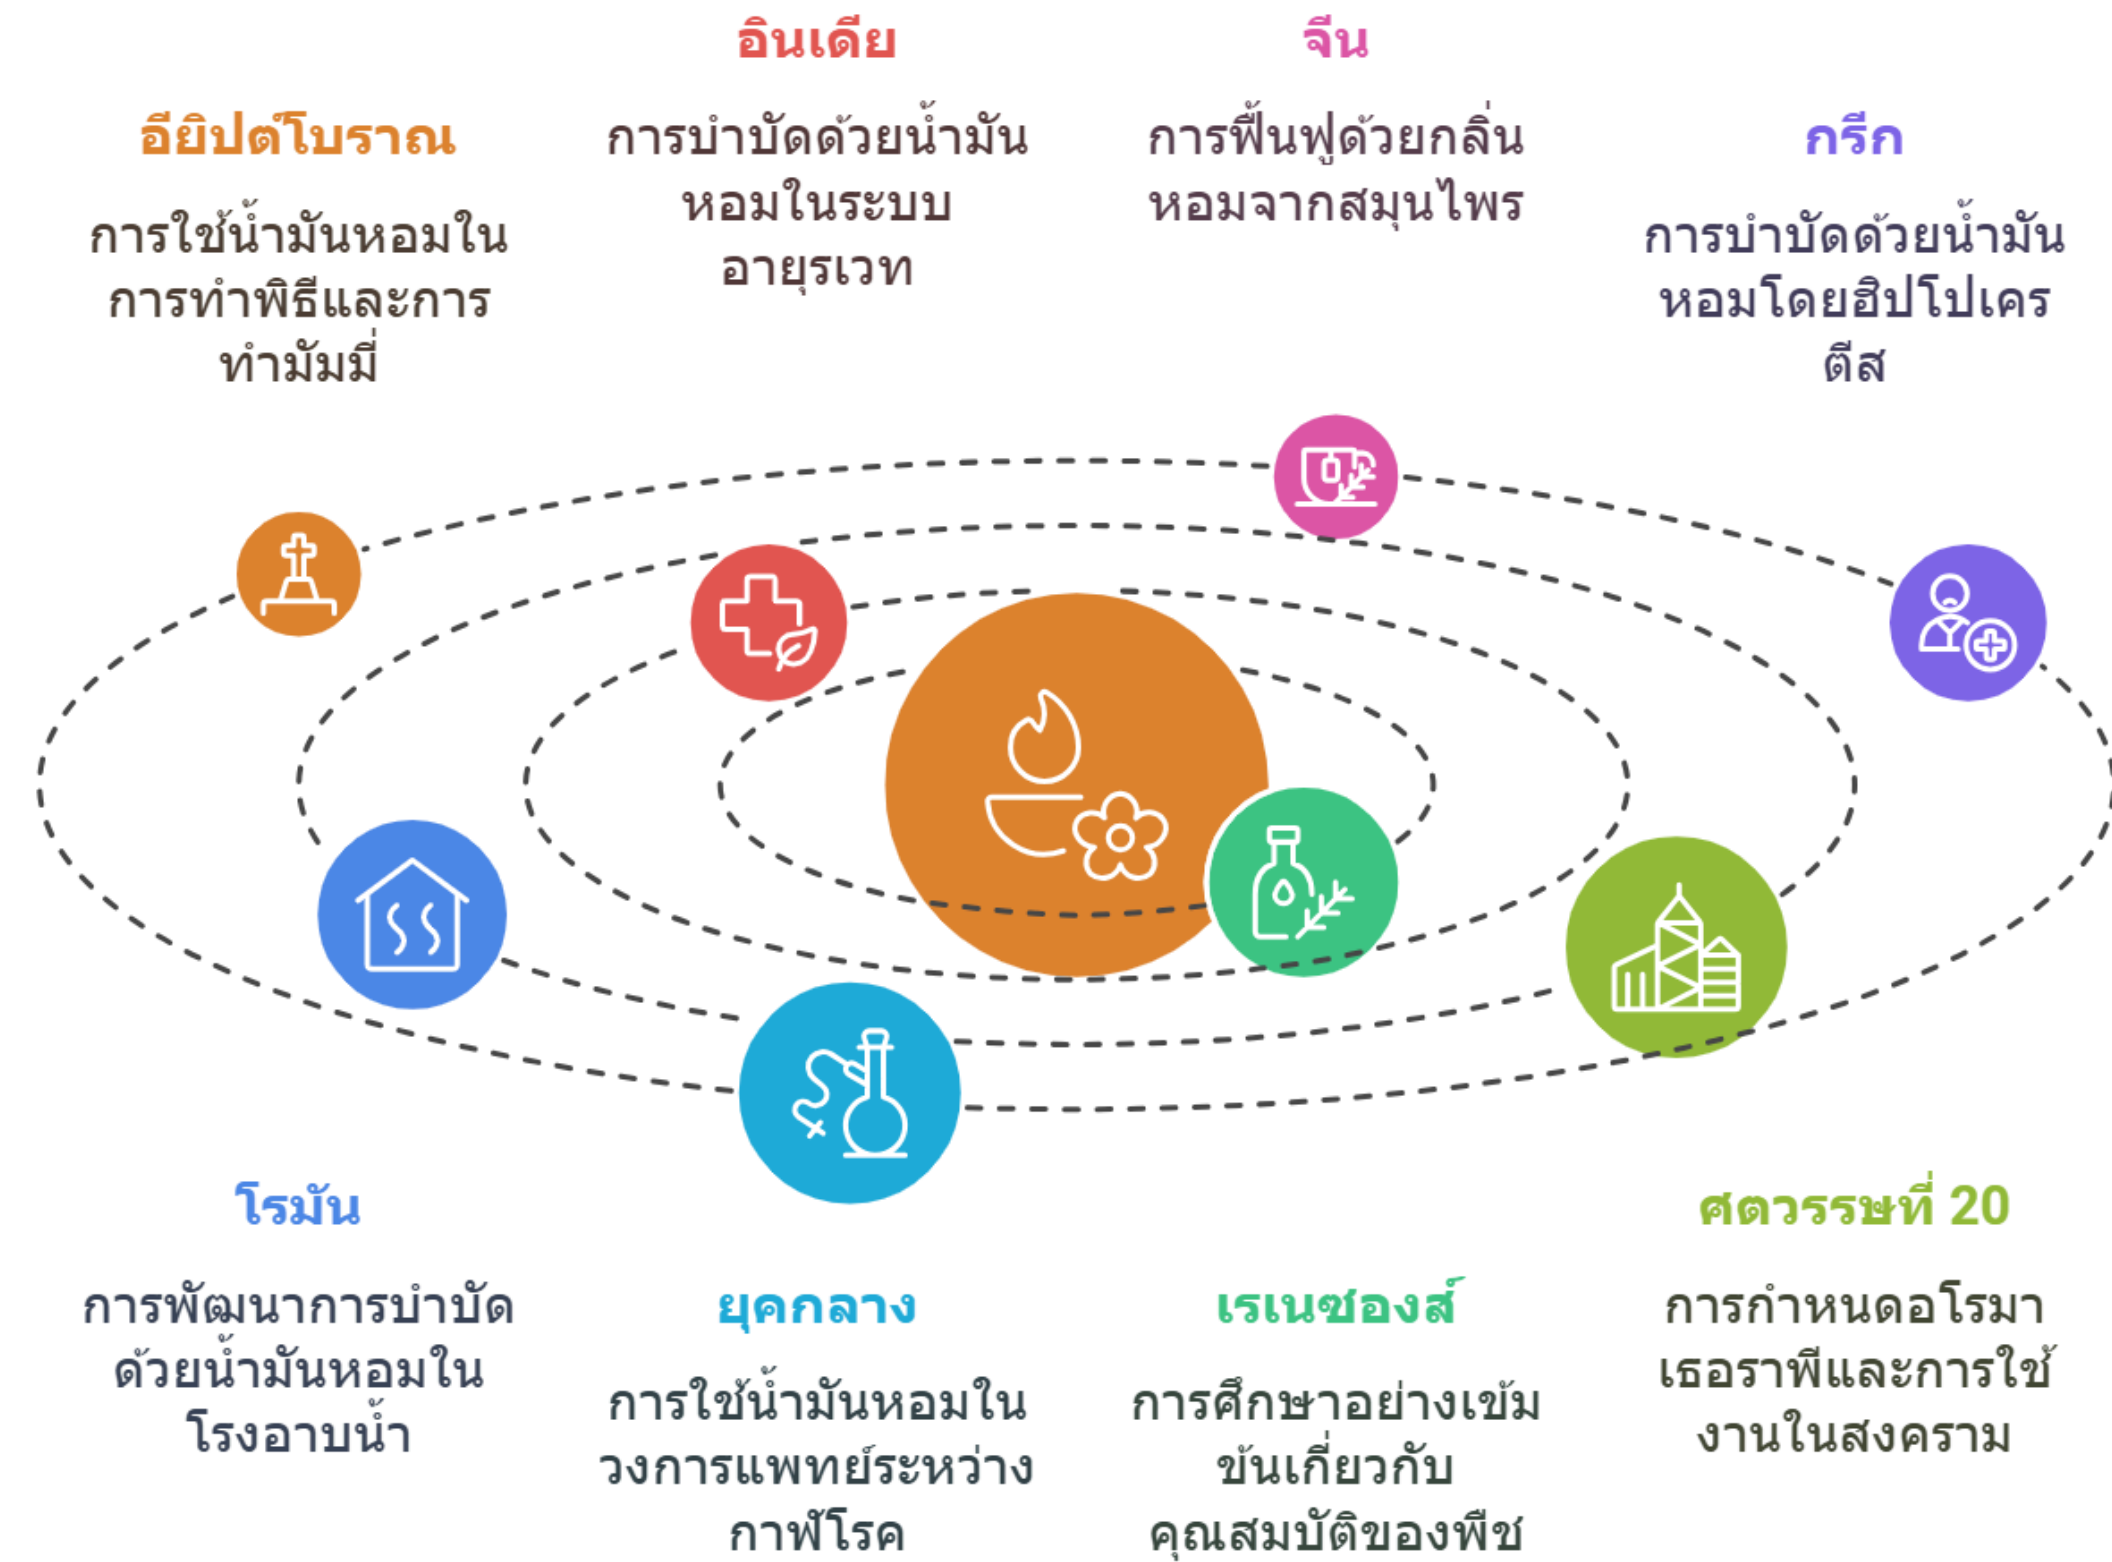 อียิปต์โบราณ
การใช้น้ำมันหอมใน
การทำพิธีและการ
ทำมัมมี่
อินเดีย
การบำบัดด้วยน้ำมัน
หอมในระบบ
อายุรเวท
จีน
การฟื้นฟูด้วยกลิ่น
หอมจากสมุนไพร
กรีก
การบำบัดด้วยน้ำมัน
หอมโดยฮิปโปเคร
ตีส
โรมัน
การพัฒนาการบำบัด
ด้วยน้ำมันหอมใน
โรงอาบน้ำ
ยุคกลาง
การใช้น้ำมันหอมใน
วงการแพทย์ระหว่าง
กาฬโรค
เรเนซองส์
การศึกษาอย่างเข้ม
ข้นเกี่ยวกับ
คุณสมบัติของพืช
ศตวรรษที่ 20
การกำหนดอโรมา
เธอราพีและการใช้
งานในสงคราม